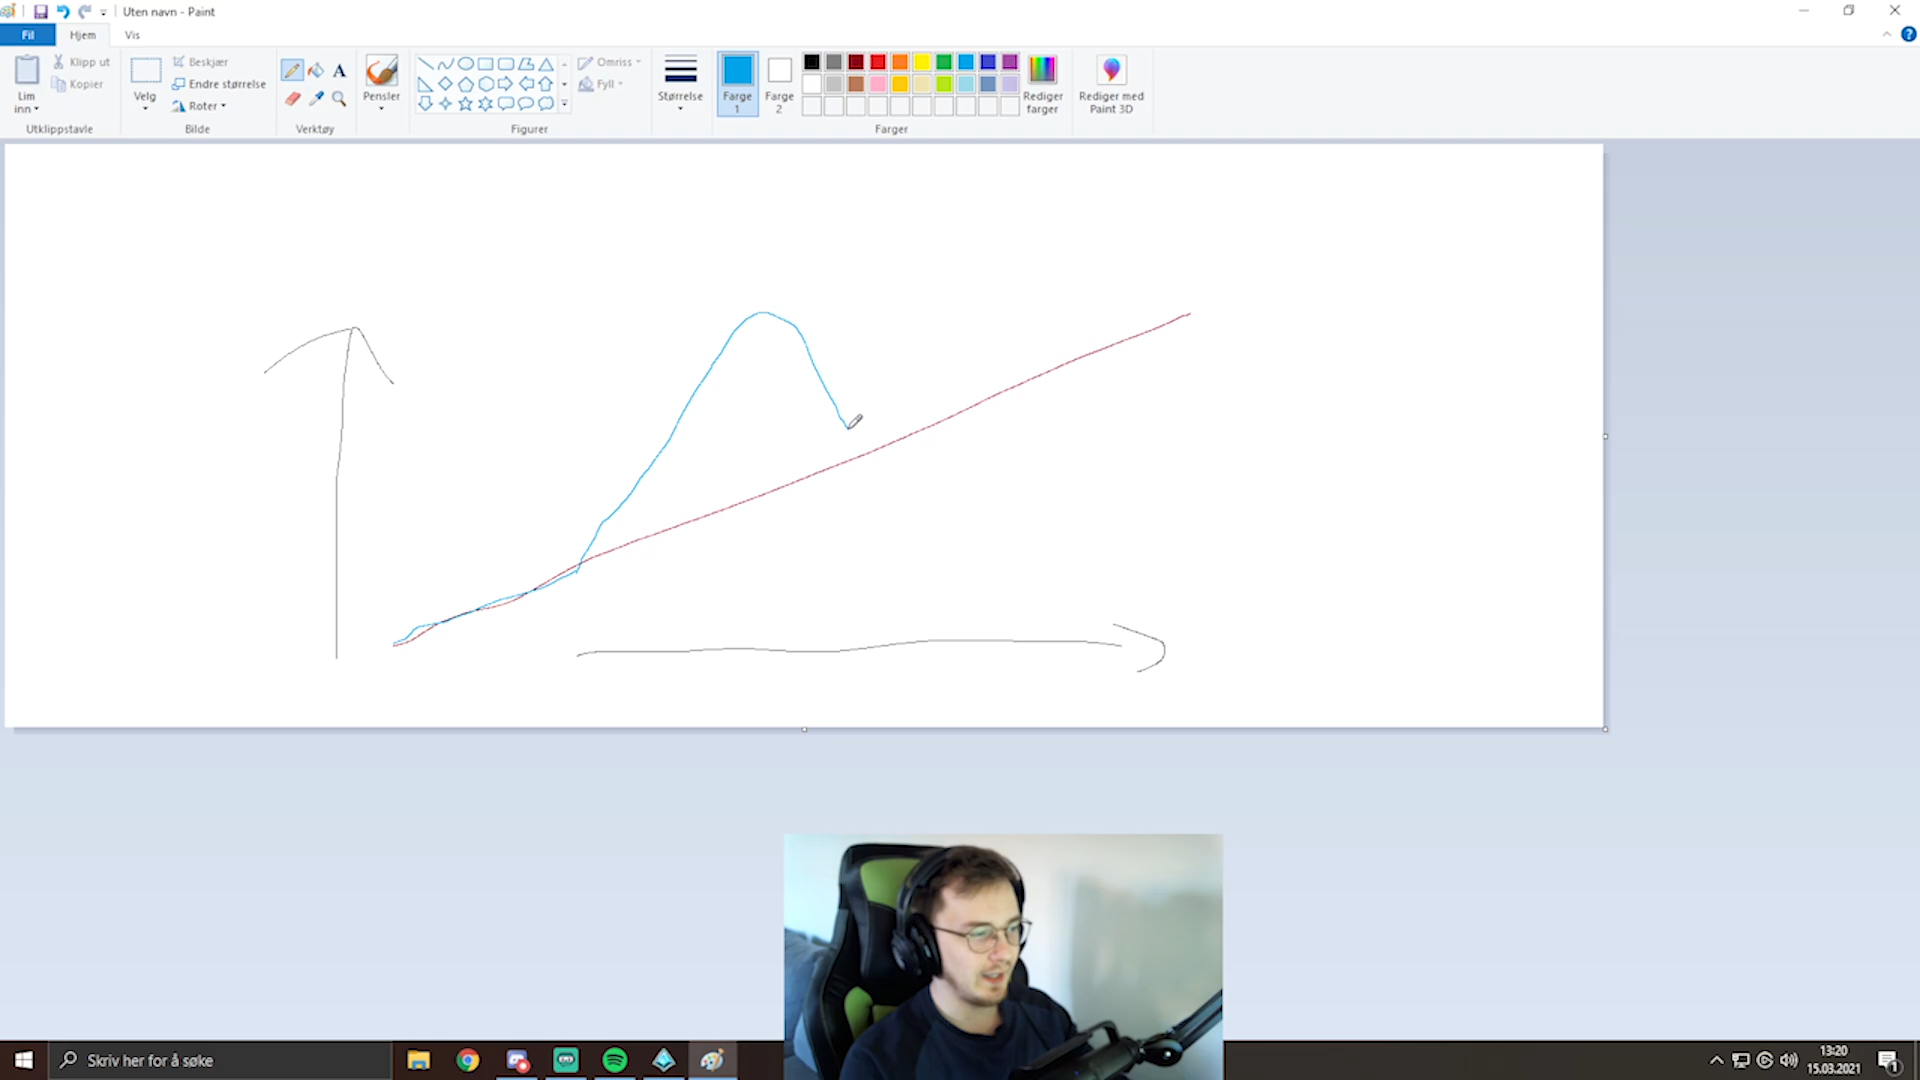 Uten navn - Paint
Fil
Hjem
Vis
Lim inn
Klipp ut
Kopier
Utklippstavle
Velg
Beskjær
Endre størrelse
Roter
Bilde
A
Verktøy
Pensler
Figurer
Omriss
Fyll
Størrelse
Farge 1
Farge 2
Farger
Rediger farger
Rediger med Paint 3D
?
Skriv her for å søke
13:20
15.03.2021
1